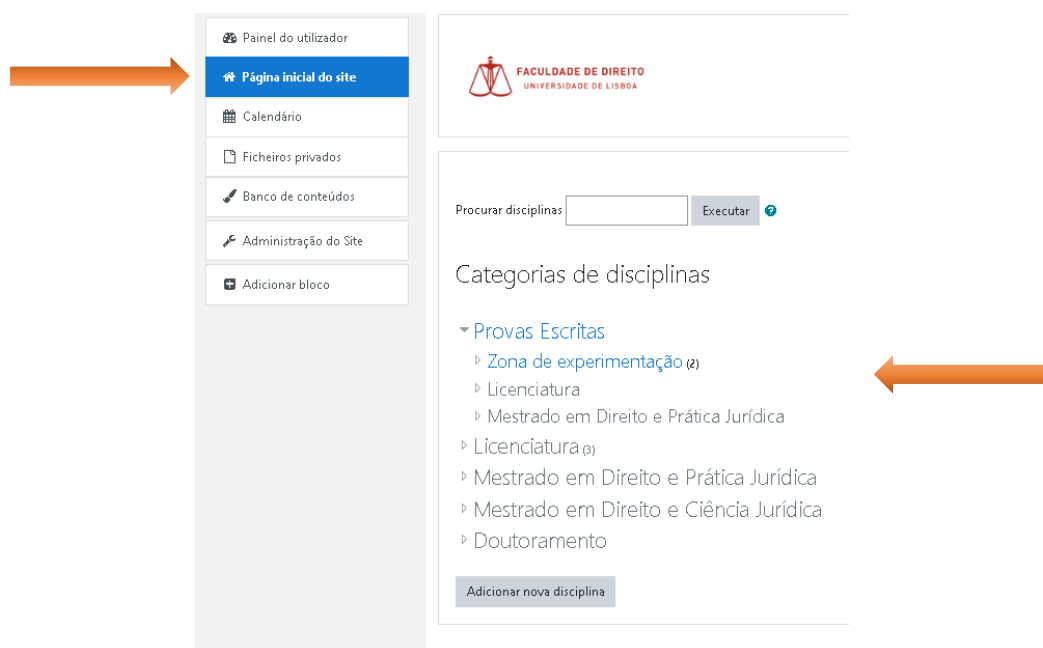 Painel do utilizador
Página inicial do site
Calendário
Ficheiros privados
Banco de conteúdos
Administração do Site
Adicionar bloco
FACULDADE DE DIREITO
UNIVERSIDADE DE LISBOA
Procurar disciplinas Executar
Categorias de disciplinas
Provas Escritas
Zona de experimentação (2)
Licenciatura
Mestrado em Direito e Prática Jurídica
Licenciatura (3)
Mestrado em Direito e Prática Jurídica
Mestrado em Direito e Ciência Jurídica
Doutoramento
Adicionar nova disciplina